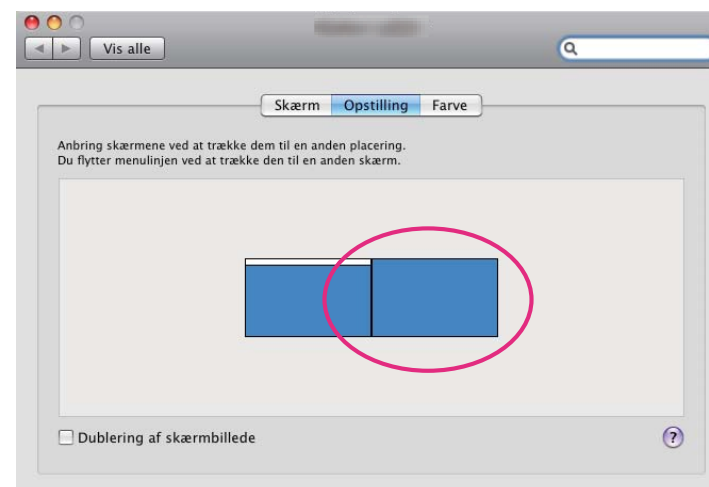 Vis alle
Skærm Opstilling Farve
Anbring skærmene ved at trække dem til en anden placering.
Du flytter menulinjen ved at trække den til en anden skærm.
Dublering af skærmbillede
?